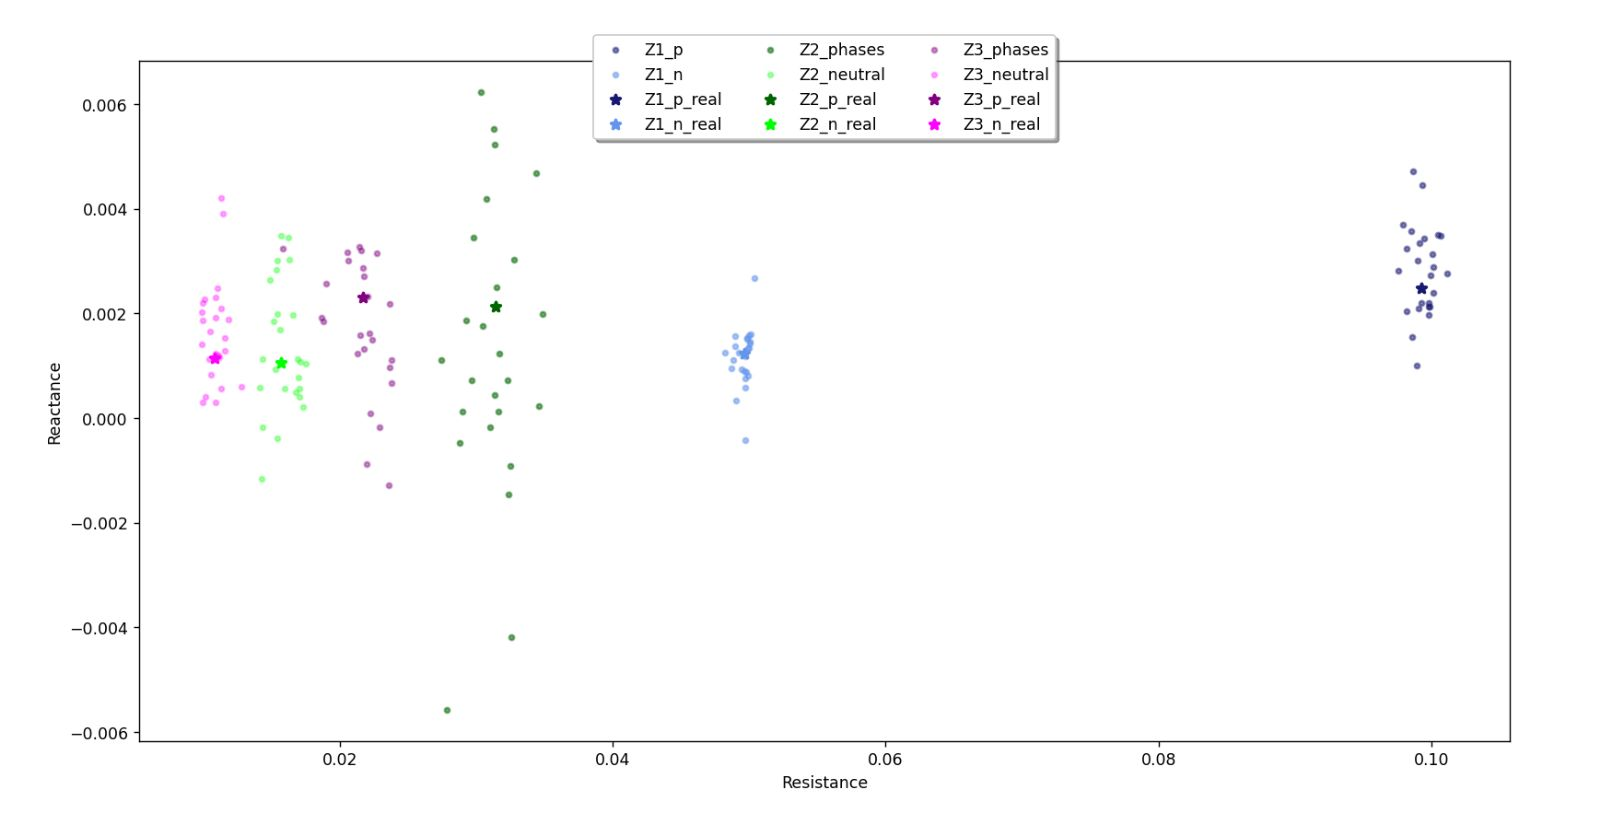 Z1_p Z2_phases Z3_phases
Z1_n Z2_neutral Z3_neutral
Z1_p_real Z2_p_real Z3_p_real
Z1_n_real Z2_n_real Z3_n_real
0.006
0.004
0.002
0.000
−0.002
−0.004
−0.006
Reactance
0.02 0.04 0.06 0.08 0.10
Resistance